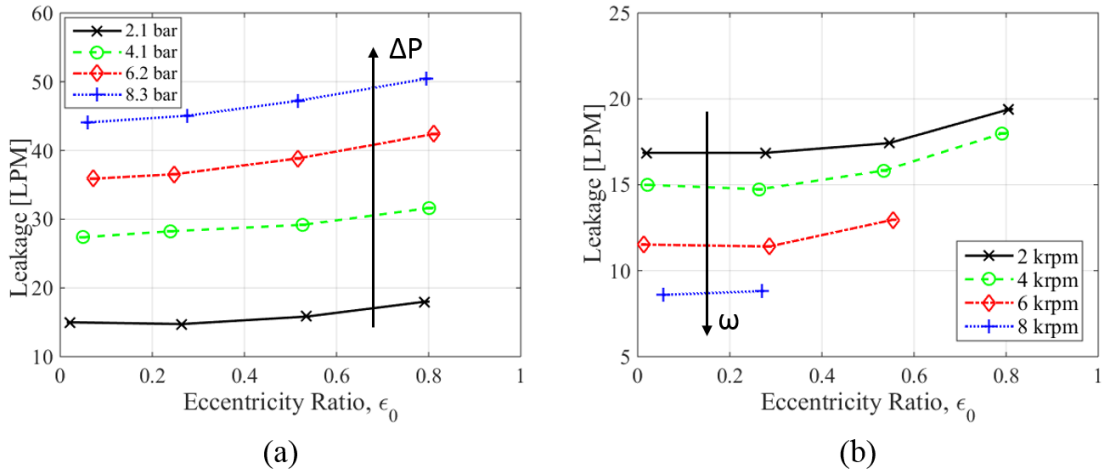 60
50
40
30
20
10
0
0.2
0.4
0.6
0.8
1
Leakage [LPM]
Eccentricity Ratio, ϵ₀
2.1 bar
4.1 bar
6.2 bar
8.3 bar
ΔP
(a)
25
20
15
10
5
0
0.2
0.4
0.6
0.8
1
Leakage [LPM]
Eccentricity Ratio, ϵ₀
2 krpm
4 krpm
6 krpm
8 krpm
ω
(b)